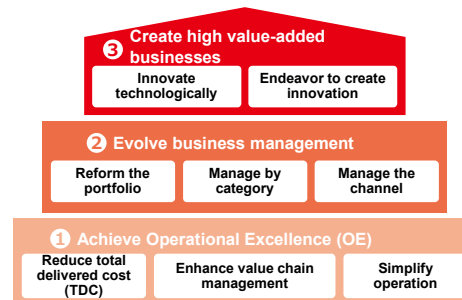 ❸ Create high value-added
businesses
Innovate
technologically
Endeavor to create
innovation
❷ Evolve business management
Reform the
portfolio
Manage by
category
Manage the
channel
❶ Achieve Operational Excellence (OE)
Reduce total
delivered cost
(TDC)
Enhance value chain
management
Simplify
operation